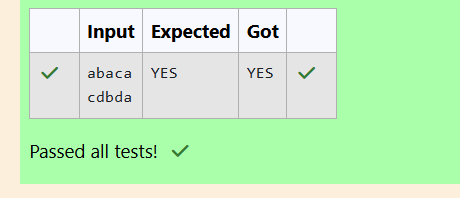 Input Expected Got
abaca YES YES
cdbda
Passed all tests!